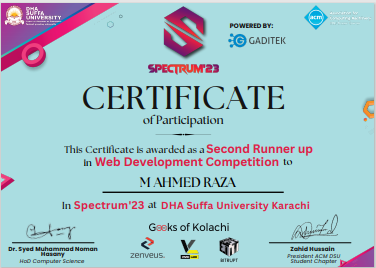 DHA
SUFFA
UNIVERSITY
POWERED BY:
GADITEK
acm
SPECTRUM'23
CERTIFICATE
of Participation
This Certificate is awarded as a Second Runner up
in Web Development Competition to
M AHMED RAZA
In Spectrum'23 at DHA Suffa University Karachi
Geeks of Kolachi
zenveus.
BITRUPT
Dr. Syed Muhammad Noman
Hasany
HoD Computer Science
Zahid Hussain
President ACM DSU
Student Chapter